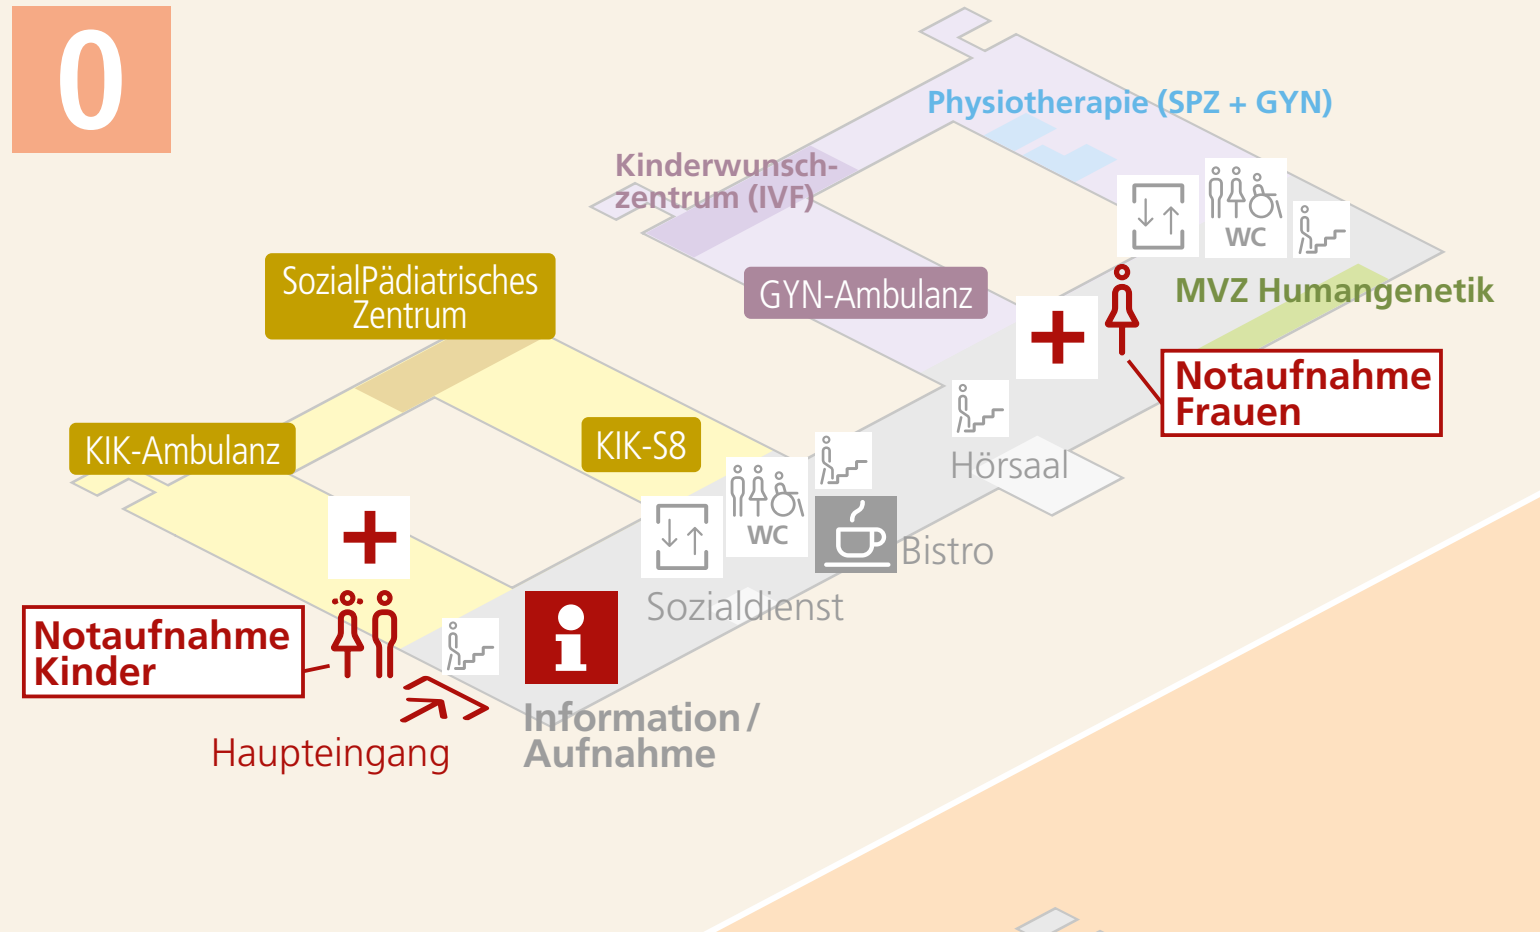 0
Physiotherapie (SPZ + GYN)
Kinderwunsch-
zentrum (IVF)
WC
SozialPädiatrisches
Zentrum
GYN-Ambulanz
MVZ Humangenetik
Notaufnahme
Frauen
KIK-Ambulanz
KIK-S8
Hörsaal
WC
Bistro
Sozialdienst
Notaufnahme
Kinder
Information /
Aufnahme
Haupteingang